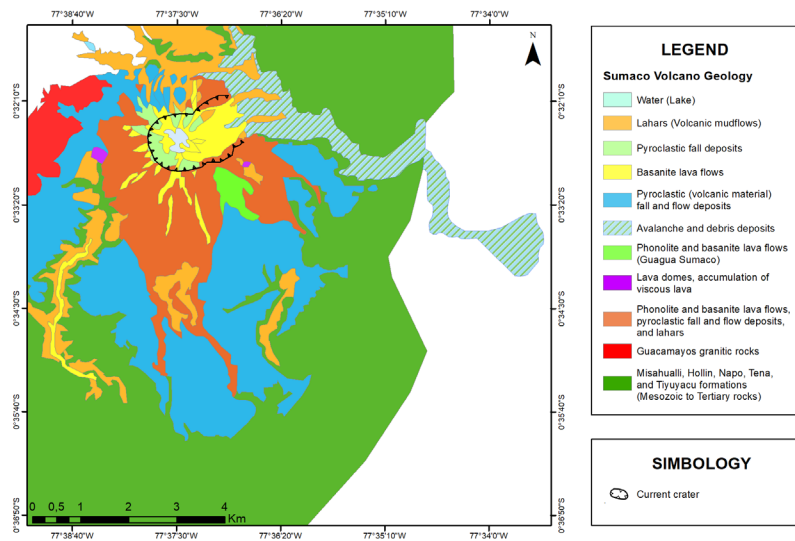 77°38'40"W 77°37'30"W 77°36'20"W 77°35'10"W 77°34'0"W
N
0°32'10"S 0°32'10"S
0°33'20"S 0°33'20"S
0°34'30"S 0°34'30"S
0°35'40"S 0°35'40"S
0°36'50"S 0°36'50"S
0 0,5 1 2 3 4
Km
77°38'40"W 77°37'30"W 77°36'20"W 77°35'10"W 77°34'0"W
LEGEND
Sumaco Volcano Geology
Water (Lake)
Lahars (Volcanic mudflows)
Pyroclastic fall deposits
Basanite lava flows
Pyroclastic (volcanic material)
fall and flow deposits
Avalanche and debris deposits
Phonolite and basanite lava flows
(Guagua Sumaco)
Lava domes, accumulation of
viscous lava
Phonolite and basanite lava flows,
pyroclastic fall and flow deposits,
and lahars
Guacamayos granitic rocks
Misahualli, Hollin, Napo, Tena,
and Tiyuyacu formations
(Mesozoic to Tertiary rocks)
SIMBOLOGY
Current crater